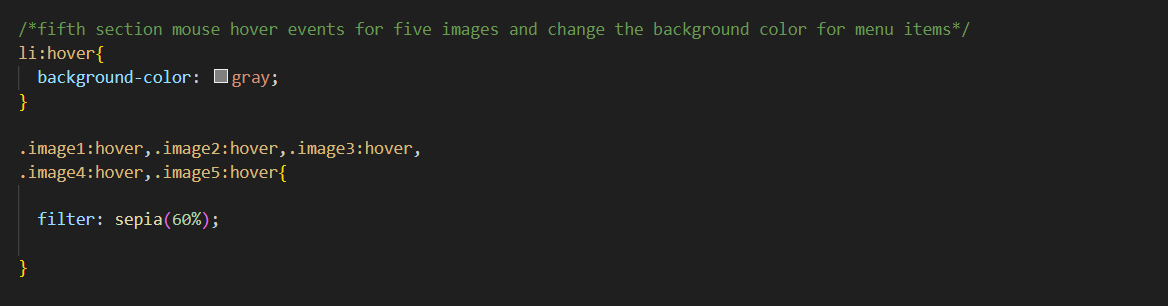 /*fifth section mouse hover events for five images and change the background color for menu items*/
li:hover{
background-color: gray;
}
.image1:hover,.image2:hover,.image3:hover,
.image4:hover,.image5:hover{
filter: sepia(60%);
}